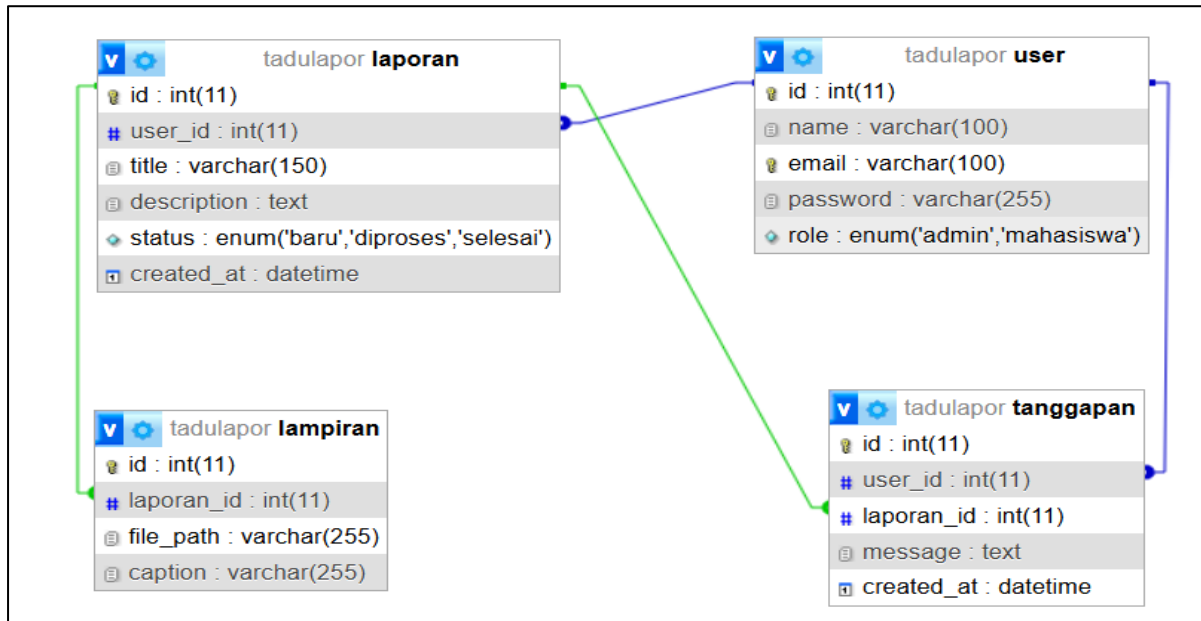 tadulapor laporan
id : int(11)
user_id : int(11)
title : varchar(150)
description : text
status : enum('baru','diproses','selesai')
created_at : datetime
tadulapor user
id : int(11)
name : varchar(100)
email : varchar(100)
password : varchar(255)
role : enum('admin','mahasiswa')
tadulapor lampiran
id : int(11)
laporan_id : int(11)
file_path : varchar(255)
caption : varchar(255)
tadulapor tanggapan
id : int(11)
user_id : int(11)
laporan_id : int(11)
message : text
created_at : datetime